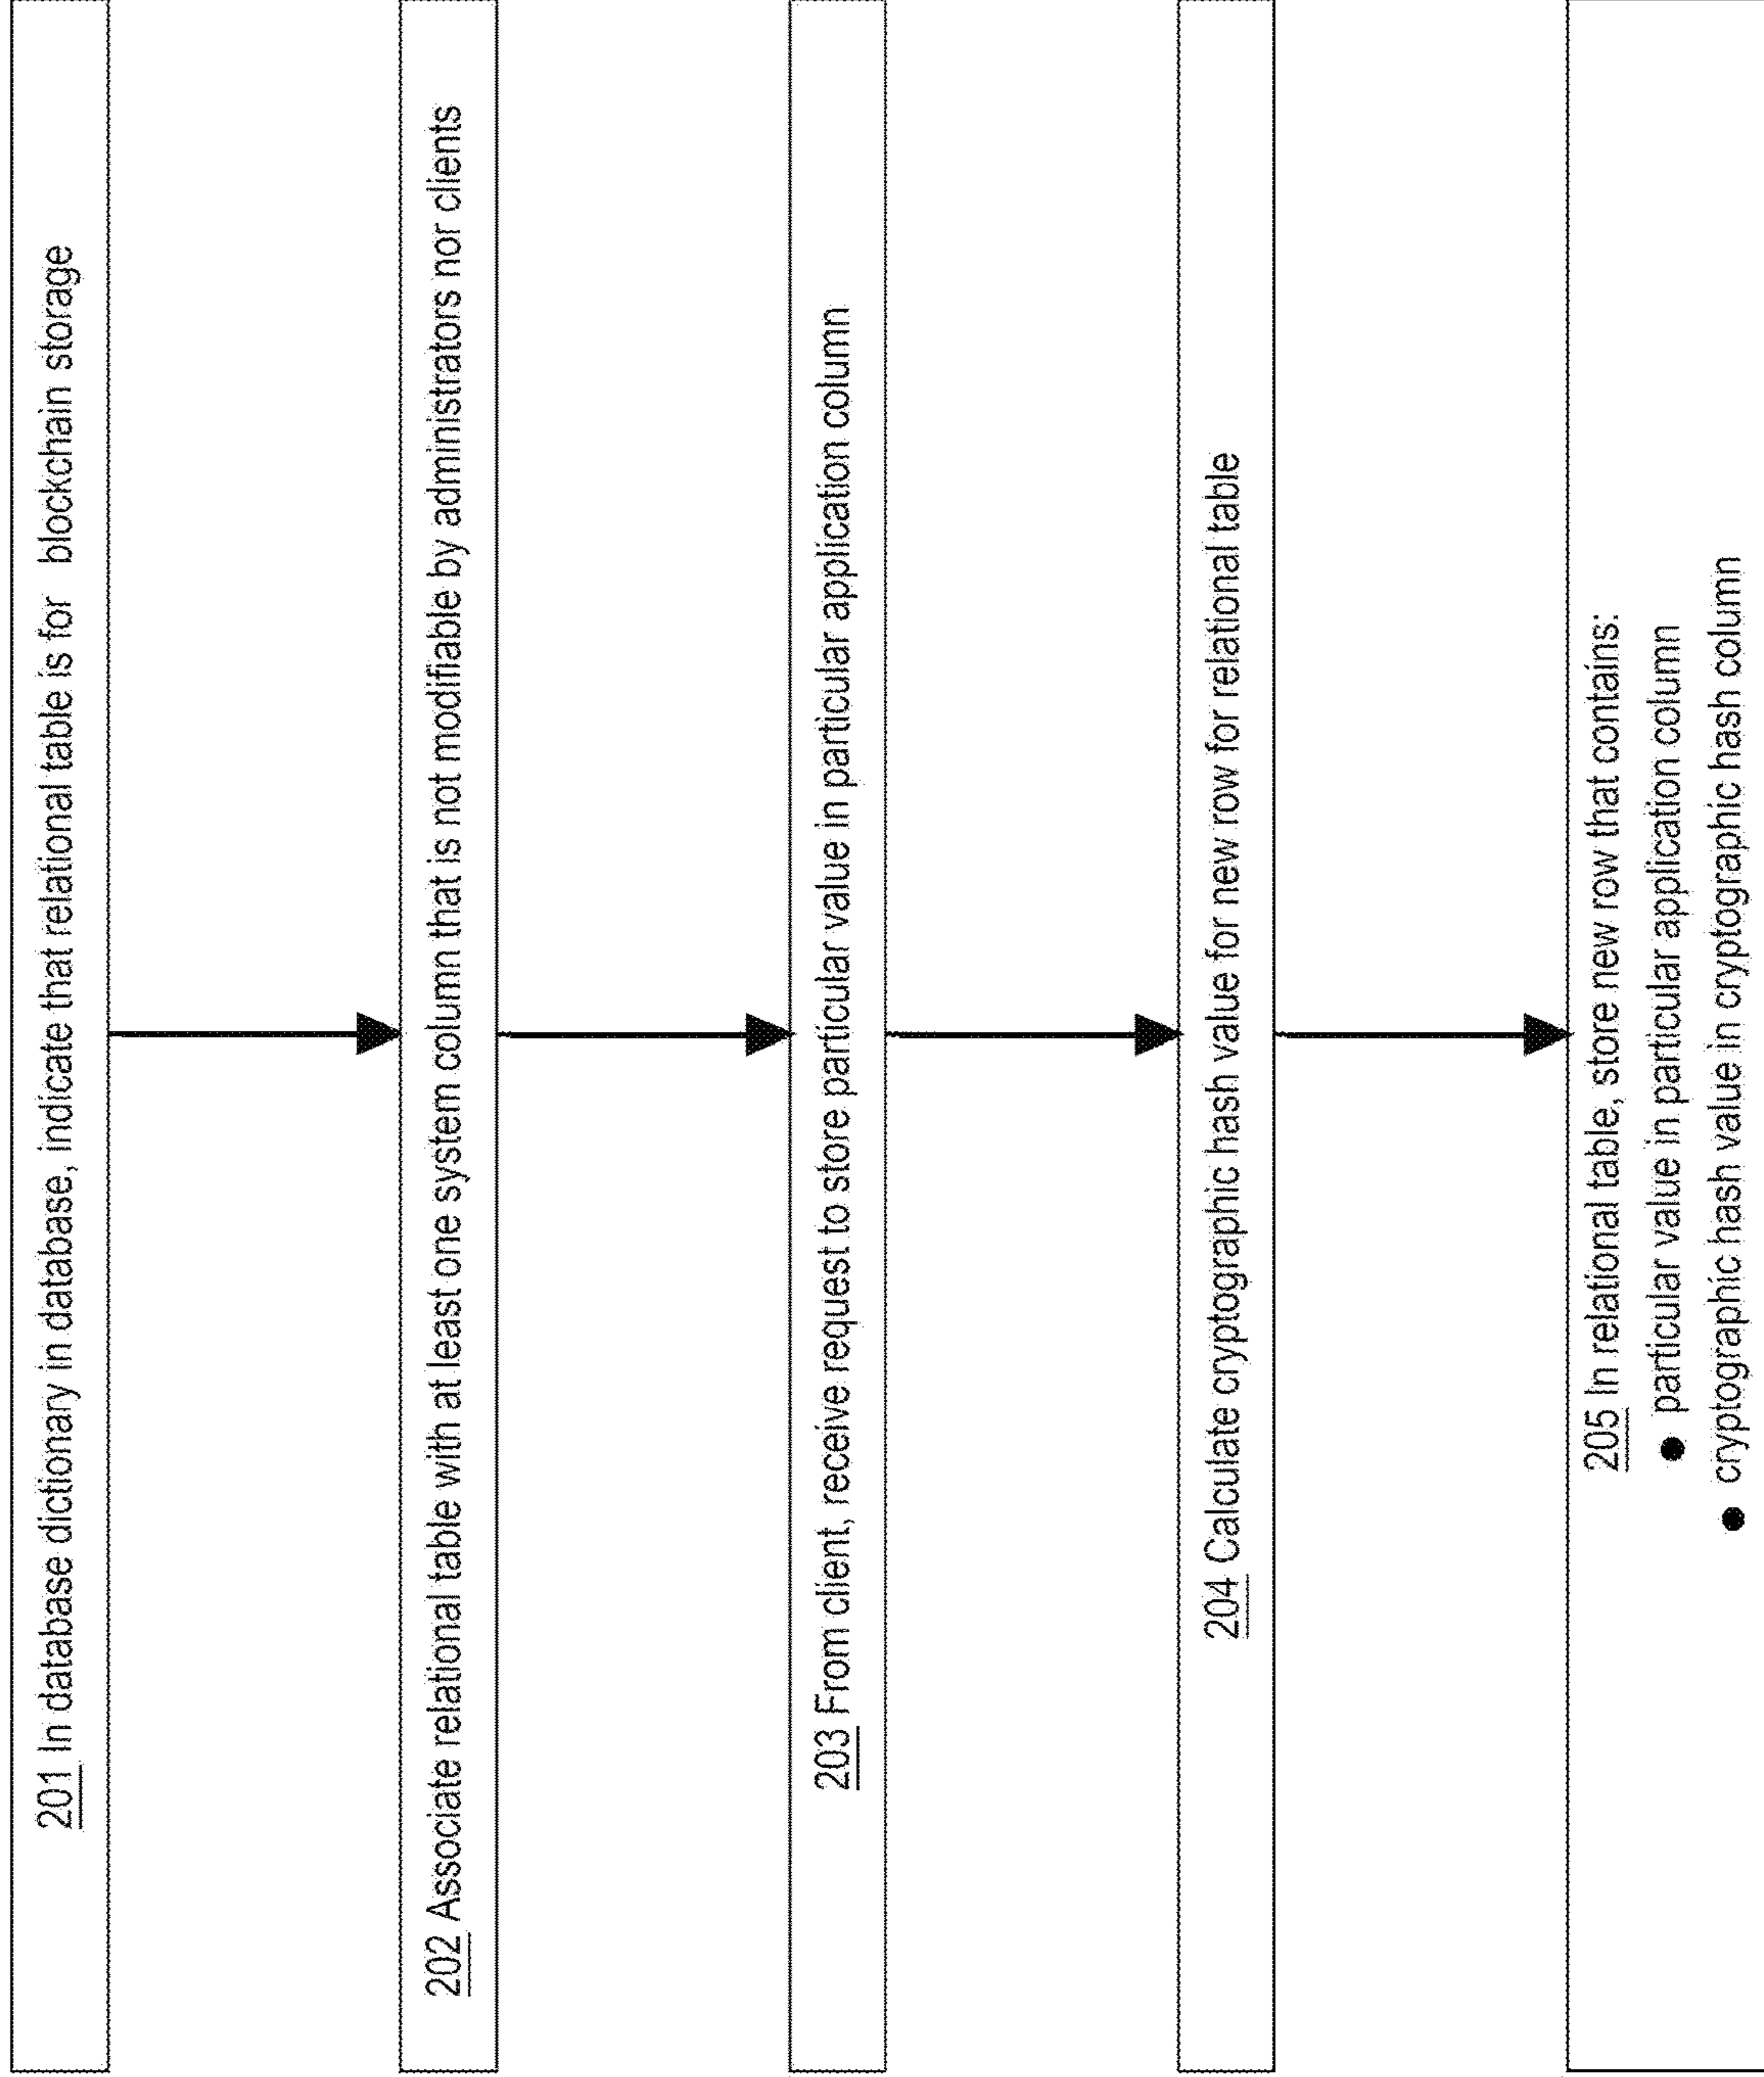 201 In database dictionary in database, indicate that relational table is for blockchain storage
202 Associate relational table with at least one system column that is not modifiable by administrators nor clients
203 From client, receive request to store particular value in particular application column
204 Calculate cryptographic hash value for new row for relational table
205 In relational table, store new row that contains:
● particular value in particular application column
● cryptographic hash value in cryptographic hash column